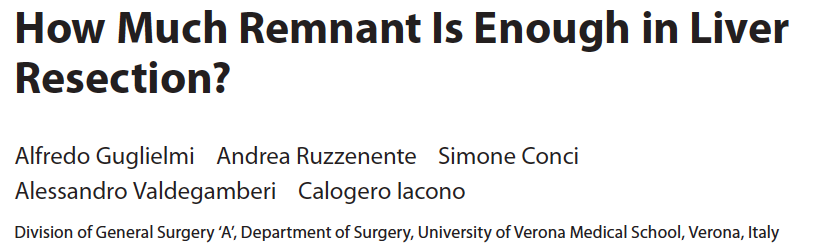 How Much Remnant Is Enough in Liver
Resection?
Alfredo Guglielmi Andrea Ruzzenente Simone Conci
Alessandro Valdegamberi Calogero Iacono
Division of General Surgery ‘A’, Department of Surgery, University of Verona Medical School, Verona, Italy